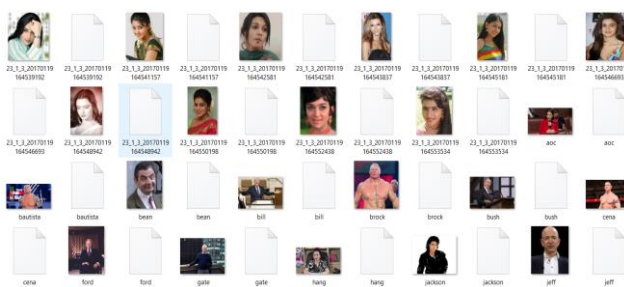 23_1_3_20170119 23_1_3_20170119 23_1_3_20170119 23_1_3_20170119 23_1_3_20170119 23_1_3_20170119 23_1_3_20170119 23_1_3_20170119 23_1_3_20170119 23_1_3_20170119 23_1_3_20170119
164539192 164539192 164541157 164541157 164542581 164542581 164543837 164543837 164545181 164545181 164546693
23_1_3_20170119 23_1_3_20170119 23_1_3_20170119 23_1_3_20170119 23_1_3_20170119 23_1_3_20170119 23_1_3_20170119 23_1_3_20170119 23_1_3_20170119 aoc aoc
164546693 164548942 164548942 164550198 164550198 164552438 164552438 164553534 164553534
bautista bautista bean bean bill bill brock brock bush bush cena
cena ford ford gate gate hang hang jackson jackson jeff jeff